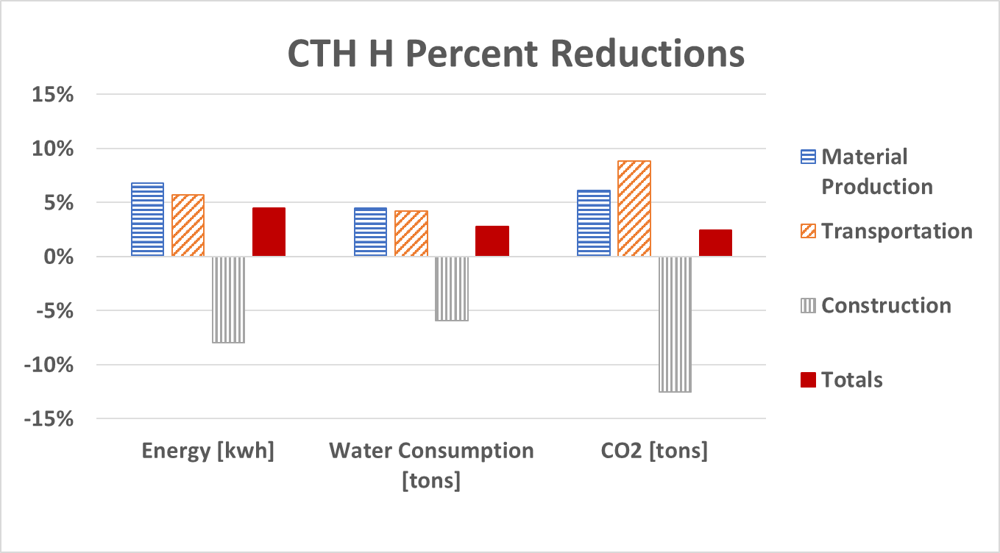 CTH H Percent Reductions
15%
10%
5%
0%
-5%
-10%
-15%
Energy [kwh]
Water Consumption
[tons]
CO2 [tons]
Material
Production
Transportation
Construction
Totals